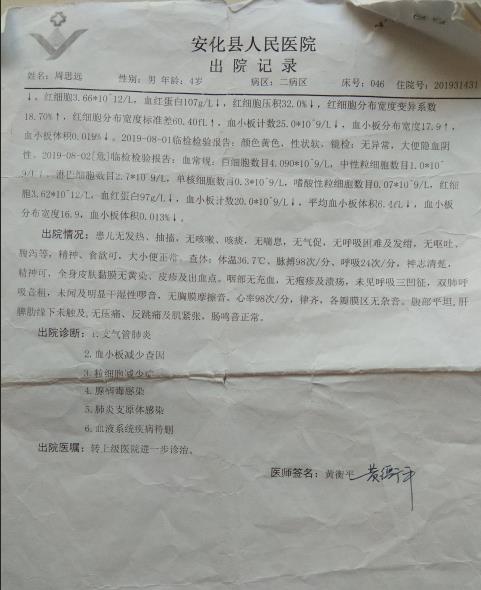 安化县人民医院
出院记录
姓名：周思远 性别：男 年龄：4岁 病区：二病区 床号：046 住院号：201931431
↓，红细胞3.66*10^12/L，血红蛋白107g/L↓，红细胞压积32.0%↓，红细胞分布宽度变异系数
18.70%↑，红细胞分布宽度标准差60.40fL↑，血小板计数25.0*10^9/L↓，血小板分布宽度17.9↑，
血小板体积0.019%↓。2019-08-01临检检验报告：颜色黄色，性状软，镜检：无异常，大便隐血阴
性。2019-08-02[危]临检检验报告：血常规：白细胞数目4.090*10^9/L，中性粒细胞数目1.0*10^
9/L↓，淋巴细胞数目2.7*10^9/L，单核细胞数目0.3*10^9/L，嗜酸性粒细胞数目0.07*10^9/L，红细
胞3.62*10^12/L，血红蛋白97g/L↓，血小板计数20.0*10^9/L↓，平均血小板体积6.4fL↓，血小板
分布宽度16.9，血小板体积0.013%↓。
出院情况：患儿无发热、抽搐，无咳嗽、咳痰，无喘息，无气促，无呼吸困难及发绀，无呕吐、
腹泻等，精神、食欲可，大小便正常。查体：体温36.7℃，脉搏98次/分，呼吸24次/分，神志清楚，
精神可，全身皮肤黏膜无黄染、皮疹及出血点。咽部无充血，无疱疹及溃疡，未见呼吸三凹征，双肺呼
吸音粗，未闻及明显干湿性啰音，无胸膜摩擦音。心率98次/分，律齐，各瓣膜区无杂音。腹部平坦，肝
脾肋缘下未触及，无压痛、反跳痛及肌紧张，肠鸣音正常。
出院诊断：1.支气管肺炎
2.血小板减少查因
3.粒细胞减少症
4.腺病毒感染
5.肺炎支原体感染
6.血液系统疾病待删
出院医嘱：转上级医院进一步诊治。
医师签名：黄衡平 黄衡平